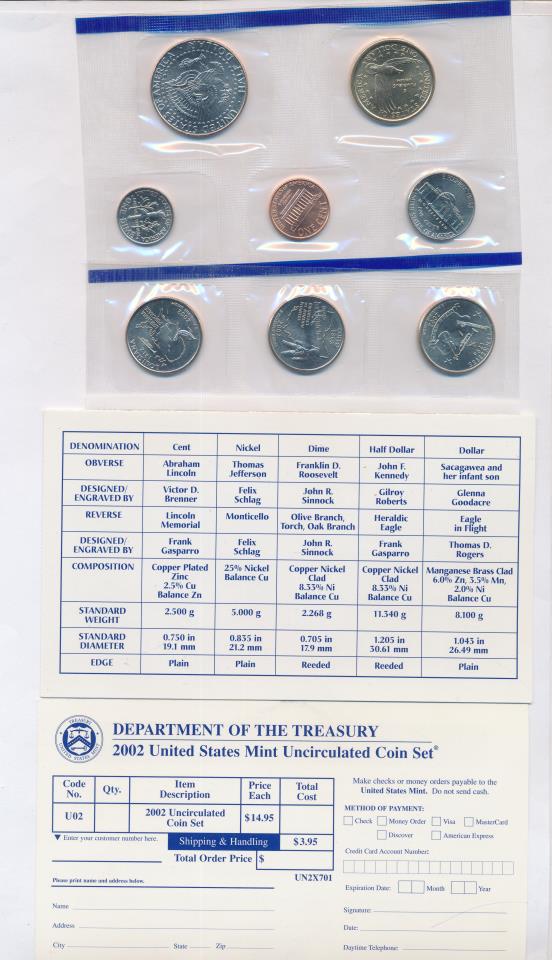 ONE CENT
DENOMINATION Cent Nickel Dime Half Dollar Dollar
OBVERSE Abraham Lincoln Thomas Jefferson Franklin D. Roosevelt John F. Kennedy Sacagawea and her infant son
DESIGNED/ ENGRAVED BY Victor D. Brenner Felix Schlag John R. Sinnock Gilroy Roberts Glenna Goodacre
REVERSE Lincoln Memorial Monticello Olive Branch, Torch, Oak Branch Heraldic Eagle Eagle in Flight
DESIGNED/ ENGRAVED BY Frank Gasparro Felix Schlag John R. Sinnock Frank Gasparro Thomas D. Rogers
COMPOSITION Copper Plated Zinc 2.5% Cu Balance Zn 25% Nickel Balance Cu Copper Nickel Clad 8.33% Ni Balance Cu Copper Nickel Clad 8.33% Ni Balance Cu Manganese Brass Clad 6.0% Zn, 3.5% Mn, 2.0% Ni Balance Cu
STANDARD WEIGHT 2.500 g 5.000 g 2.268 g 11.340 g 8.100 g
STANDARD DIAMETER 0.750 in 19.1 mm 0.835 in 21.2 mm 0.705 in 17.9 mm 1.205 in 30.61 mm 1.043 in 26.49 mm
EDGE Plain Plain Reeded Reeded Plain
DEPARTMENT OF THE TREASURY
2002 United States Mint Uncirculated Coin Set®
Code No. Qty. Item Description Price Each Total Cost
U02 2002 Uncirculated Coin Set $14.95
▼ Enter your customer number here. Shipping & Handling $3.95
Total Order Price $
UN2X701
Please print name and address below.
Name
Address
City State Zip
Make checks or money orders payable to the
United States Mint. Do not send cash.
METHOD OF PAYMENT:
Check Money Order Visa MasterCard
Discover American Express
Credit Card Account Number:
Expiration Date: Month Year
Signature:
Date:
Daytime Telephone: